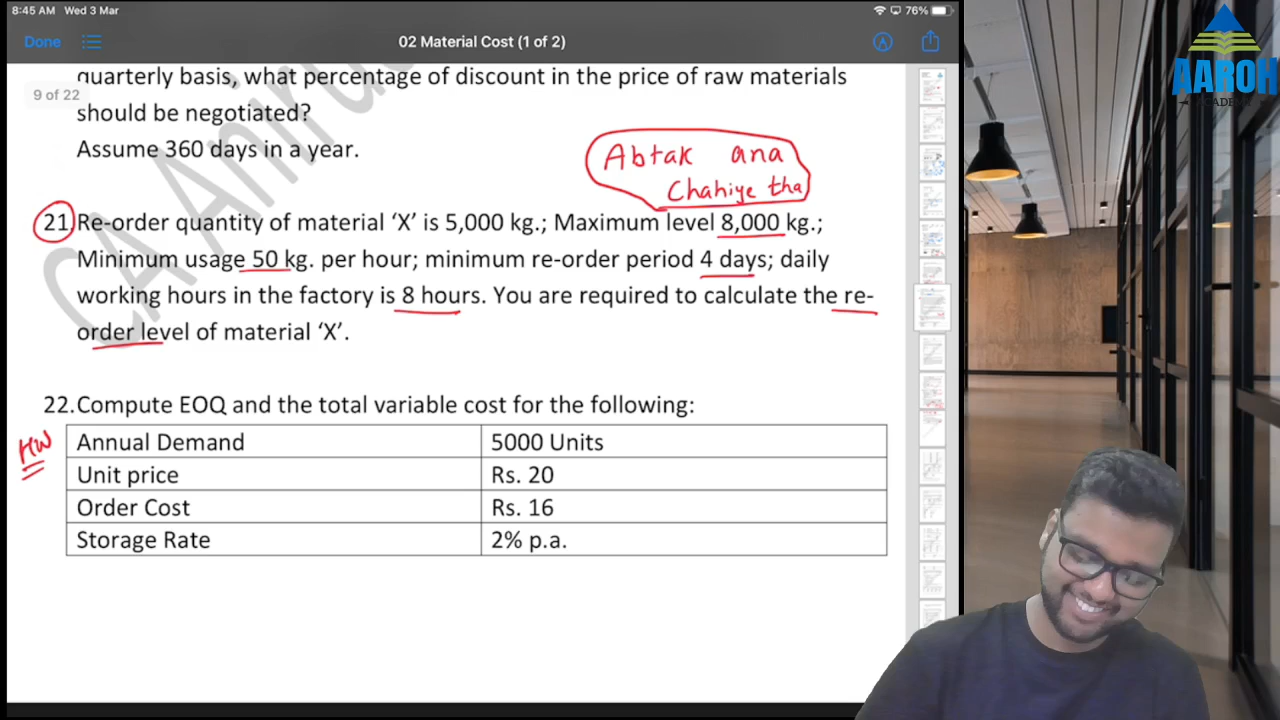 8:45 AM Wed 3 Mar
76%
Done
02 Material Cost (1 of 2)
AAROH
ACADEMY
9 of 22
quarterly basis, what percentage of discount in the price of raw materials
should be negotiated?
Assume 360 days in a year.
Abtak ana
Chahiye tha
21. Re-order quantity of material ‘X’ is 5,000 kg.; Maximum level 8,000 kg.;
Minimum usage 50 kg. per hour; minimum re-order period 4 days; daily
working hours in the factory is 8 hours. You are required to calculate the re-
order level of material ‘X’.
22. Compute EOQ and the total variable cost for the following:
HW
Annual Demand 5000 Units
Unit price Rs. 20
Order Cost Rs. 16
Storage Rate 2% p.a.